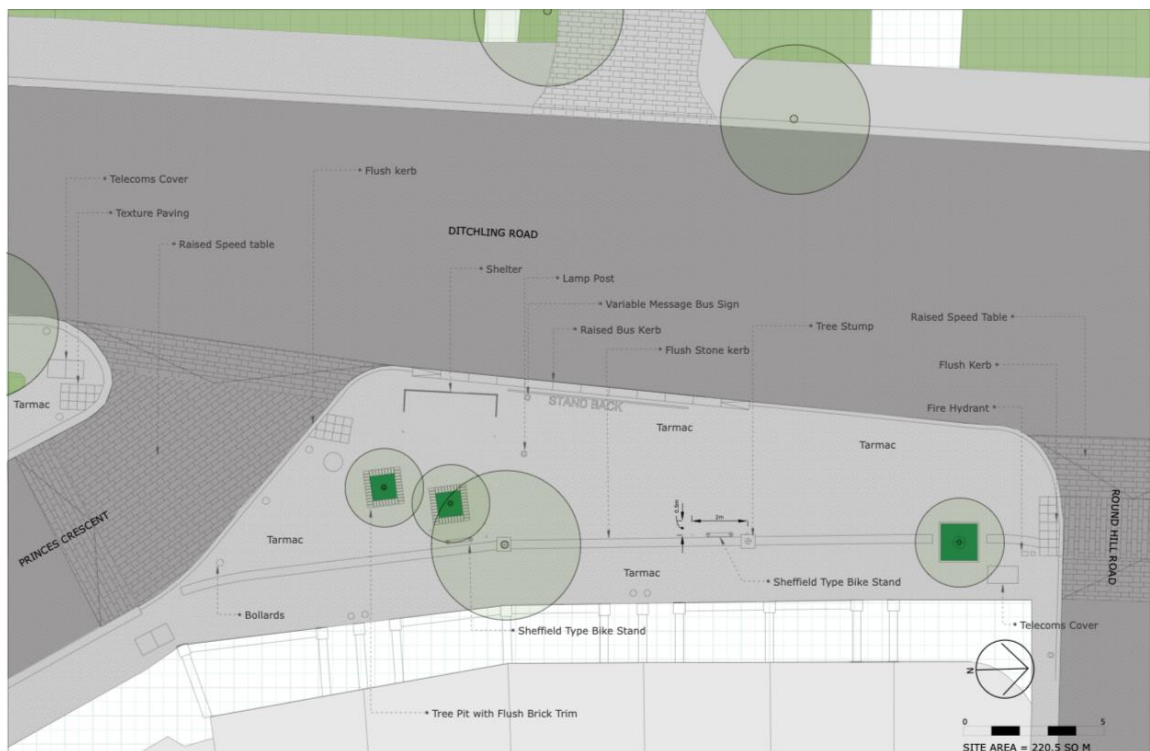 Telecoms Cover
Flush kerb
Texture Paving
DITCHLING ROAD
Raised Speed table
Shelter
Lamp Post
Variable Message Bus Sign
Raised Speed Table
Raised Bus Kerb
Tree Stump
Flush Stone kerb
Flush Kerb
Tarmac
STAND BACK
Fire Hydrant
Tarmac
Tarmac
PRINCES CRESCENT
ROUND HILL ROAD
0.5m
2m
Tarmac
Tarmac
Sheffield Type Bike Stand
Bollards
Sheffield Type Bike Stand
Telecoms Cover
N
Tree Pit with Flush Brick Trim
0 5
SITE AREA = 220.5 SQ M